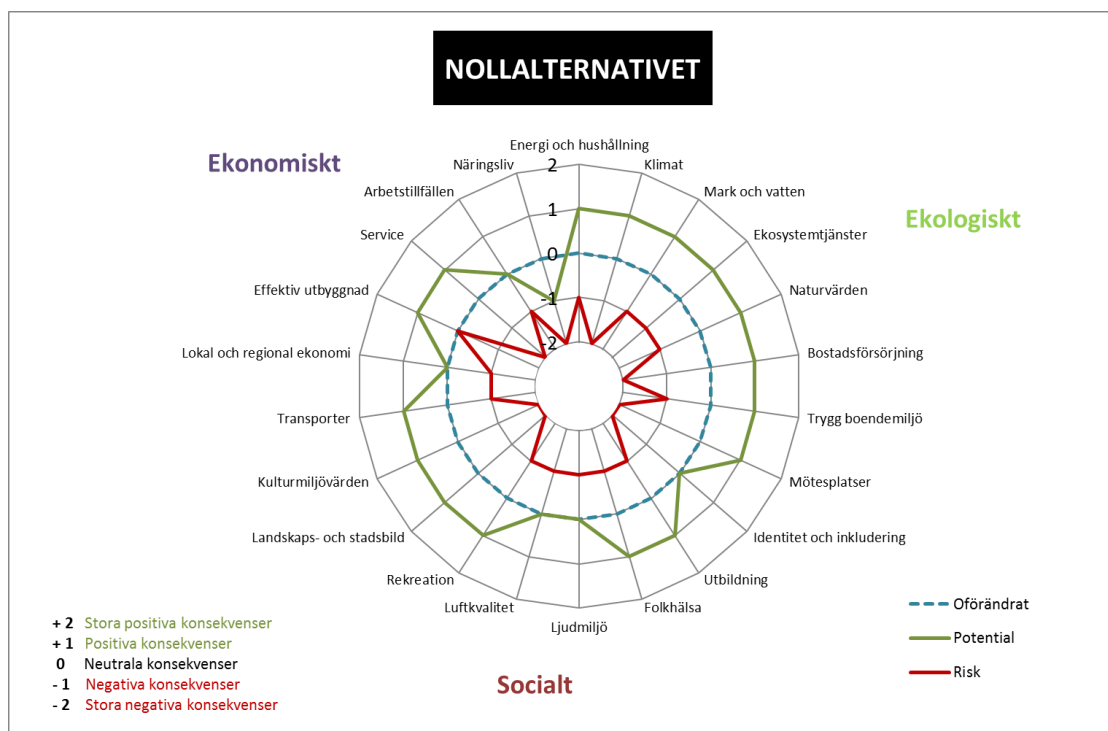 NOLLALTERNATIVET
Ekonomiskt
Ekologiskt
Socialt
Energi och hushållning
Klimat
Mark och vatten
Ekosystemtjänster
Naturvärden
Bostadsförsörjning
Trygg boendemiljö
Mötesplatser
Identitet och inkludering
Utbildning
Folkhälsa
Ljudmiljö
Luftkvalitet
Rekreation
Landskaps- och stadsbild
Kulturmiljövärden
Transporter
Lokal och regional ekonomi
Effektiv utbyggnad
Service
Arbetstillfällen
Näringsliv
2
1
0
-1
-2
+ 2 Stora positiva konsekvenser
+ 1 Positiva konsekvenser
0 Neutrala konsekvenser
- 1 Negativa konsekvenser
- 2 Stora negativa konsekvenser
Oförändrat
Potential
Risk